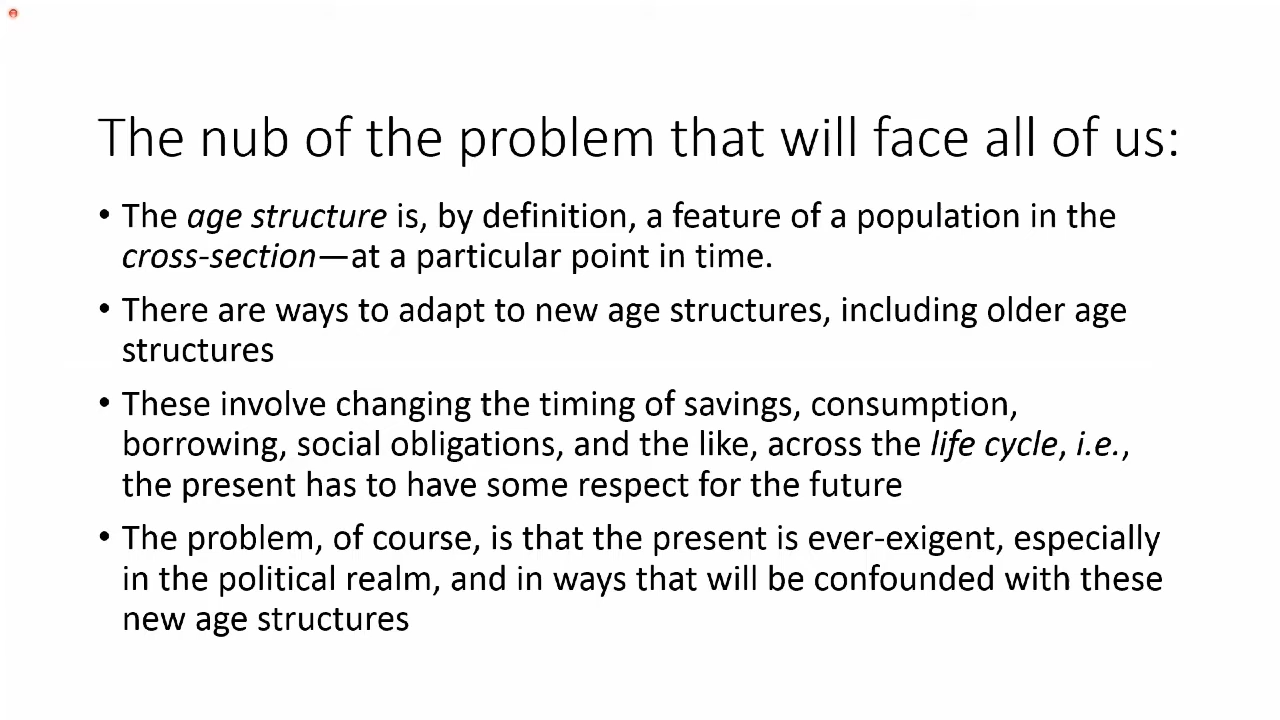 The nub of the problem that will face all of us:
• The age structure is, by definition, a feature of a population in the
cross-section—at a particular point in time.
• There are ways to adapt to new age structures, including older age
structures
• These involve changing the timing of savings, consumption,
borrowing, social obligations, and the like, across the life cycle, i.e.,
the present has to have some respect for the future
• The problem, of course, is that the present is ever-exigent, especially
in the political realm, and in ways that will be confounded with these
new age structures